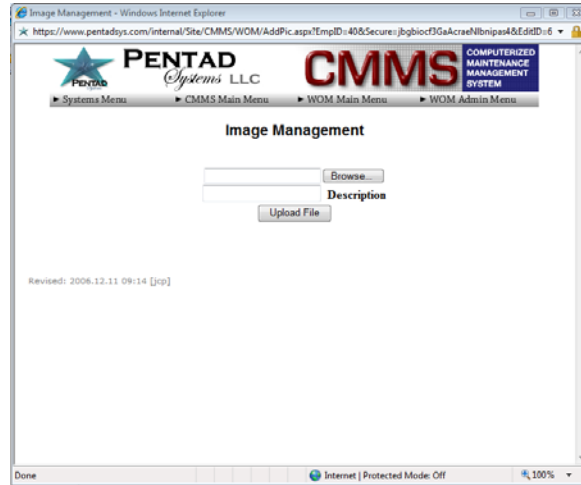 Image Management - Windows Internet Explorer
https://www.pentadsys.com/internal/Site/CMMS/WOM/AddPic.aspx?EmpID=40&Secure=jbgbiocf3GaAcraeNIbnipas4&EditID=6
PENTAD
PENTAD
Systems LLC
CMMS
COMPUTERIZED
MAINTENANCE
MANAGEMENT
SYSTEM
► Systems Menu ► CMMS Main Menu ► WOM Main Menu ► WOM Admin Menu
Image Management
Browse...
Description
Upload File
Revised: 2006.12.11 09:14 [jcp]
Done Internet | Protected Mode: Off 100%